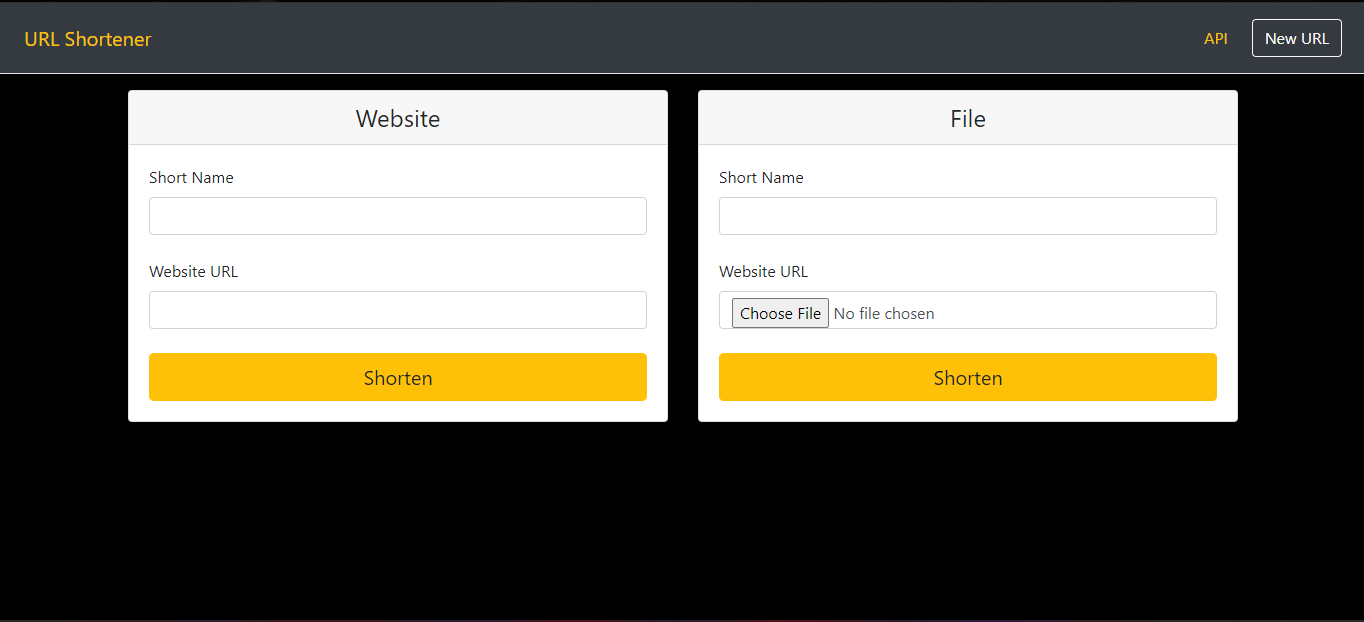 URL Shortener
API
New URL
Website
Short Name
Website URL
Shorten
File
Short Name
Website URL
Choose File No file chosen
Shorten